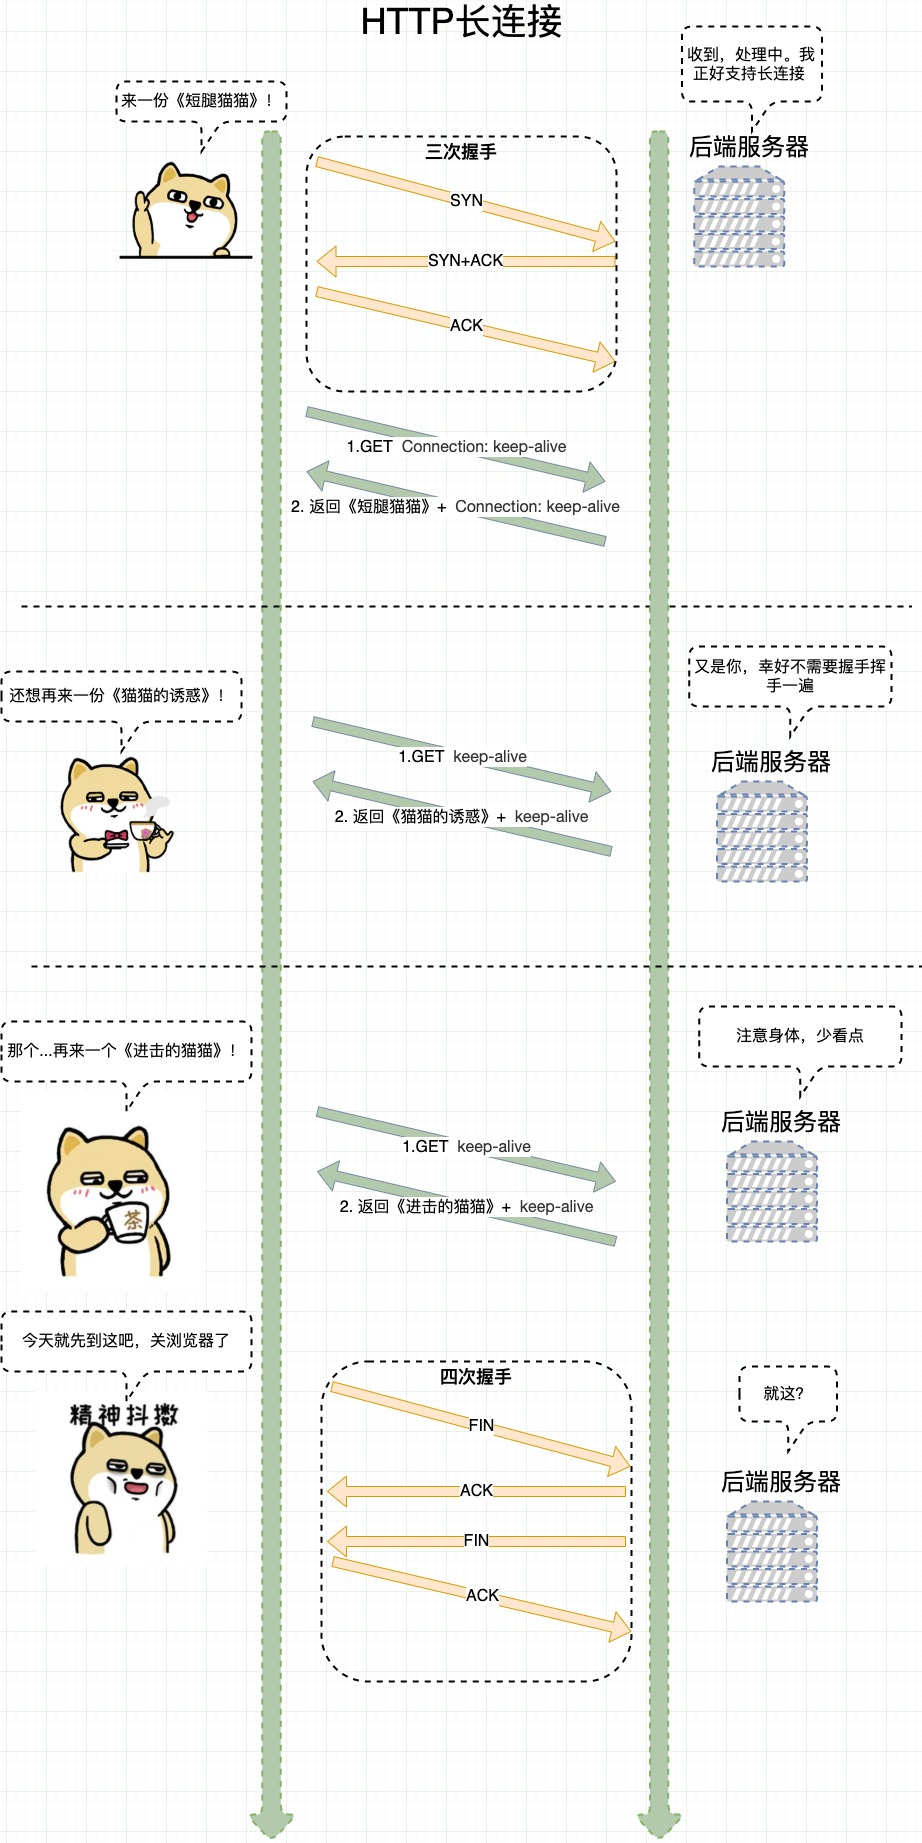 HTTP长连接
收到，处理中。我
正好支持长连接
来一份《短腿猫猫》！
后端服务器
三次握手
SYN
SYN+ACK
ACK
1.GET Connection: keep-alive
2. 返回《短腿猫猫》+ Connection: keep-alive
又是你，幸好不需要握手挥
手一遍
还想再来一份《猫猫的诱惑》！
后端服务器
1.GET keep-alive
2. 返回《猫猫的诱惑》+ keep-alive
注意身体，少看点
那个...再来一个《进击的猫猫》！
后端服务器
1.GET keep-alive
2. 返回《进击的猫猫》+ keep-alive
茶
今天就先到这吧，关浏览器了
四次握手
就这？
精神抖擞
FIN
后端服务器
ACK
FIN
ACK